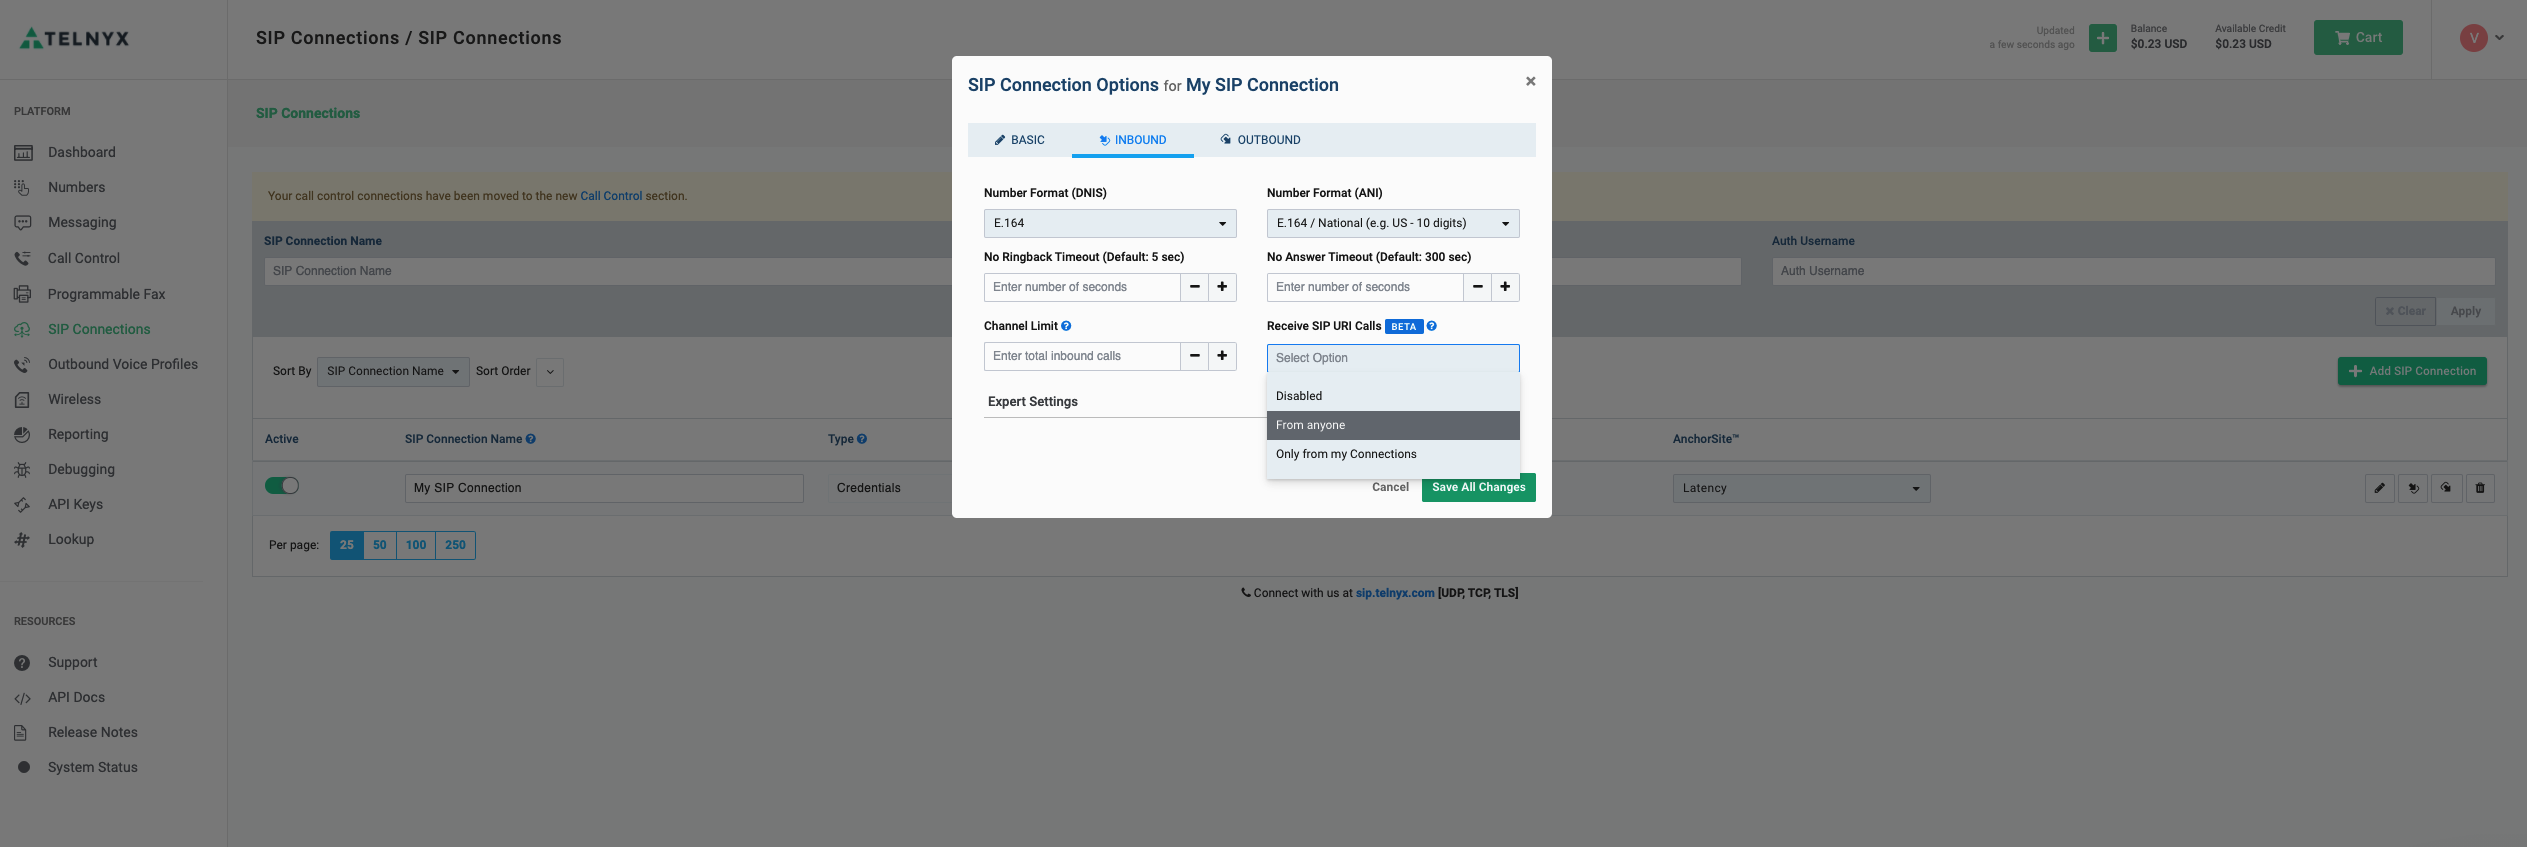 TELNYX
SIP Connections / SIP Connections
Updated
a few seconds ago
Balance
$0.23 USD
Available Credit
$0.23 USD
Cart
V
PLATFORM
Dashboard
Numbers
Messaging
Call Control
Programmable Fax
SIP Connections
Outbound Voice Profiles
Wireless
Reporting
Debugging
API Keys
Lookup
RESOURCES
Support
API Docs
Release Notes
System Status
SIP Connections
Your call control connections have been moved to the new Call Control section.
SIP Connection Name
SIP Connection Name
Auth Username
Auth Username
Clear
Apply
Sort By
SIP Connection Name
Sort Order
Add SIP Connection
Active
SIP Connection Name
Type
AnchorSite™
My SIP Connection
Credentials
Latency
Per page:
25
50
100
250
Connect with us at sip.telnyx.com [UDP, TCP, TLS]
SIP Connection Options for My SIP Connection
BASIC
INBOUND
OUTBOUND
Number Format (DNIS)
E.164
Number Format (ANI)
E.164 / National (e.g. US - 10 digits)
No Ringback Timeout (Default: 5 sec)
Enter number of seconds
No Answer Timeout (Default: 300 sec)
Enter number of seconds
Channel Limit
Enter total inbound calls
Receive SIP URI Calls BETA
Select Option
Disabled
From anyone
Only from my Connections
Expert Settings
Cancel
Save All Changes